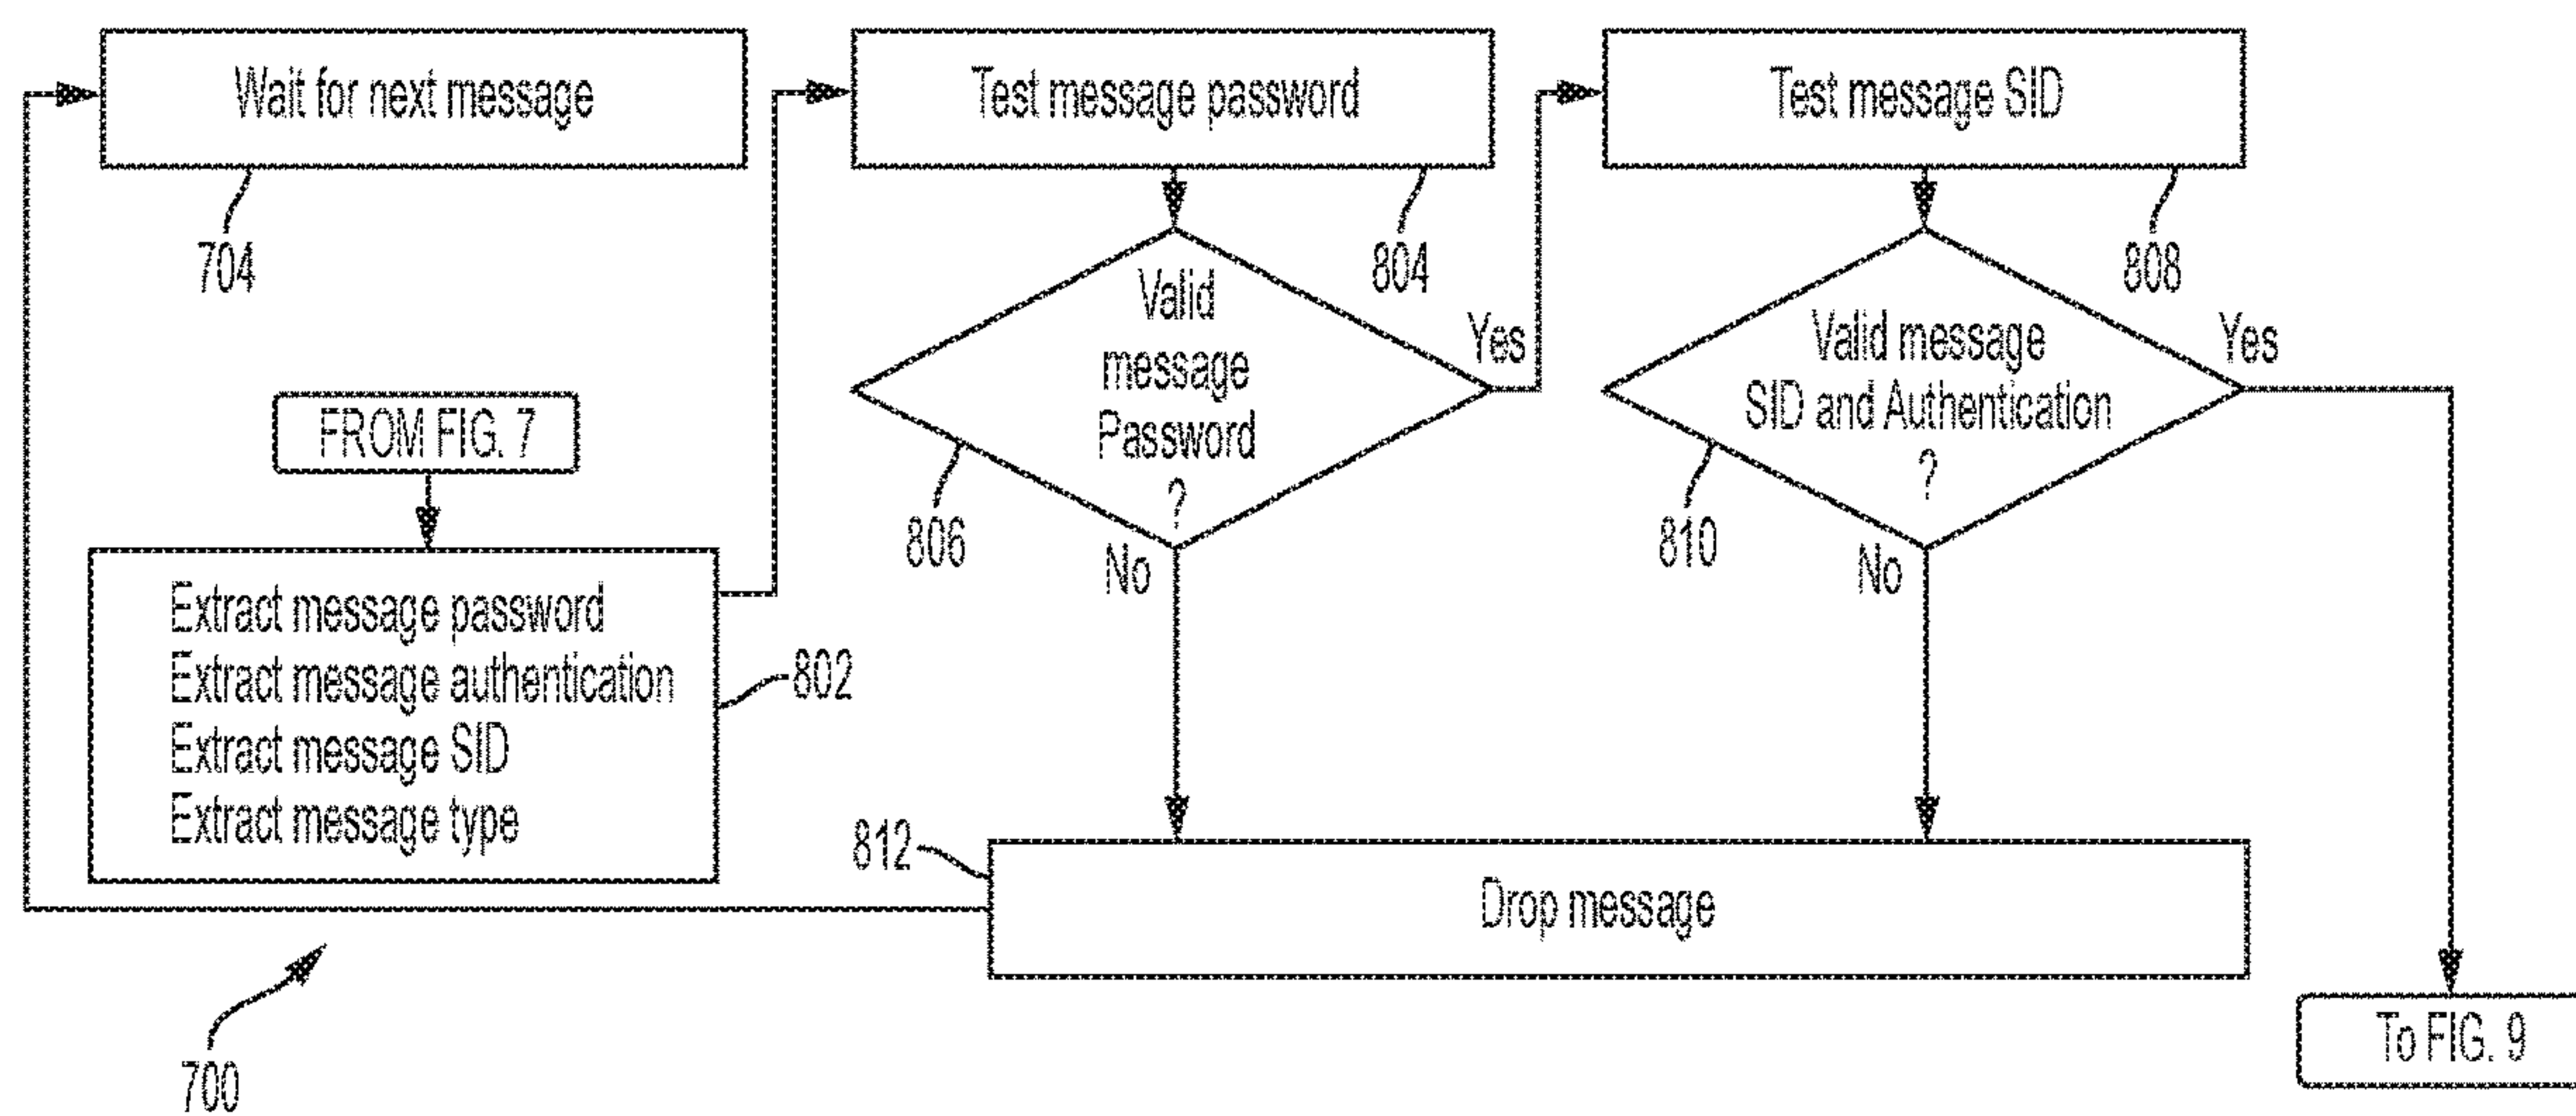 Wait for next message
704
FROM FIG. 7
Extract message password
Extract message authentication
Extract message SID
Extract message type
802
Test message password
804
Valid
message
Password
?
806
Yes
No
Test message SID
808
Valid message
SID and Authentication
?
810
Yes
No
812
Drop message
700
To FIG. 9